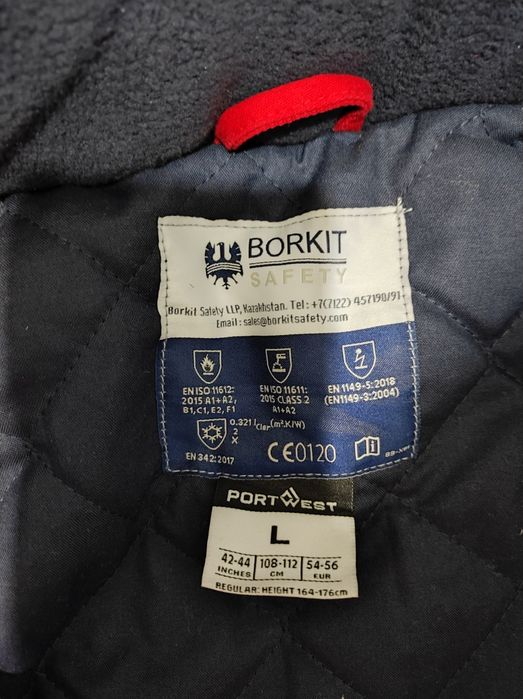 BORKIT
SAFETY
Borkit Safety LLP, Kazakhstan. Tel: +7(7122) 457190/91
Email: sales@borkitsafety.com
EN ISO 11612:
2015 A1+A2,
B1, C1, E2, F1
EN ISO 11611:
2015 CLASS 2
A1+A2
EN 1149-5:2018
(EN1149-3:2004)
0.321 Icler (m².K/W)
2
X
EN 342:2017
CE0120
i
PORTWEST
L
42-44 INCHES
108-112 CM
54-56 EUR
REGULAR: HEIGHT 164-176cm